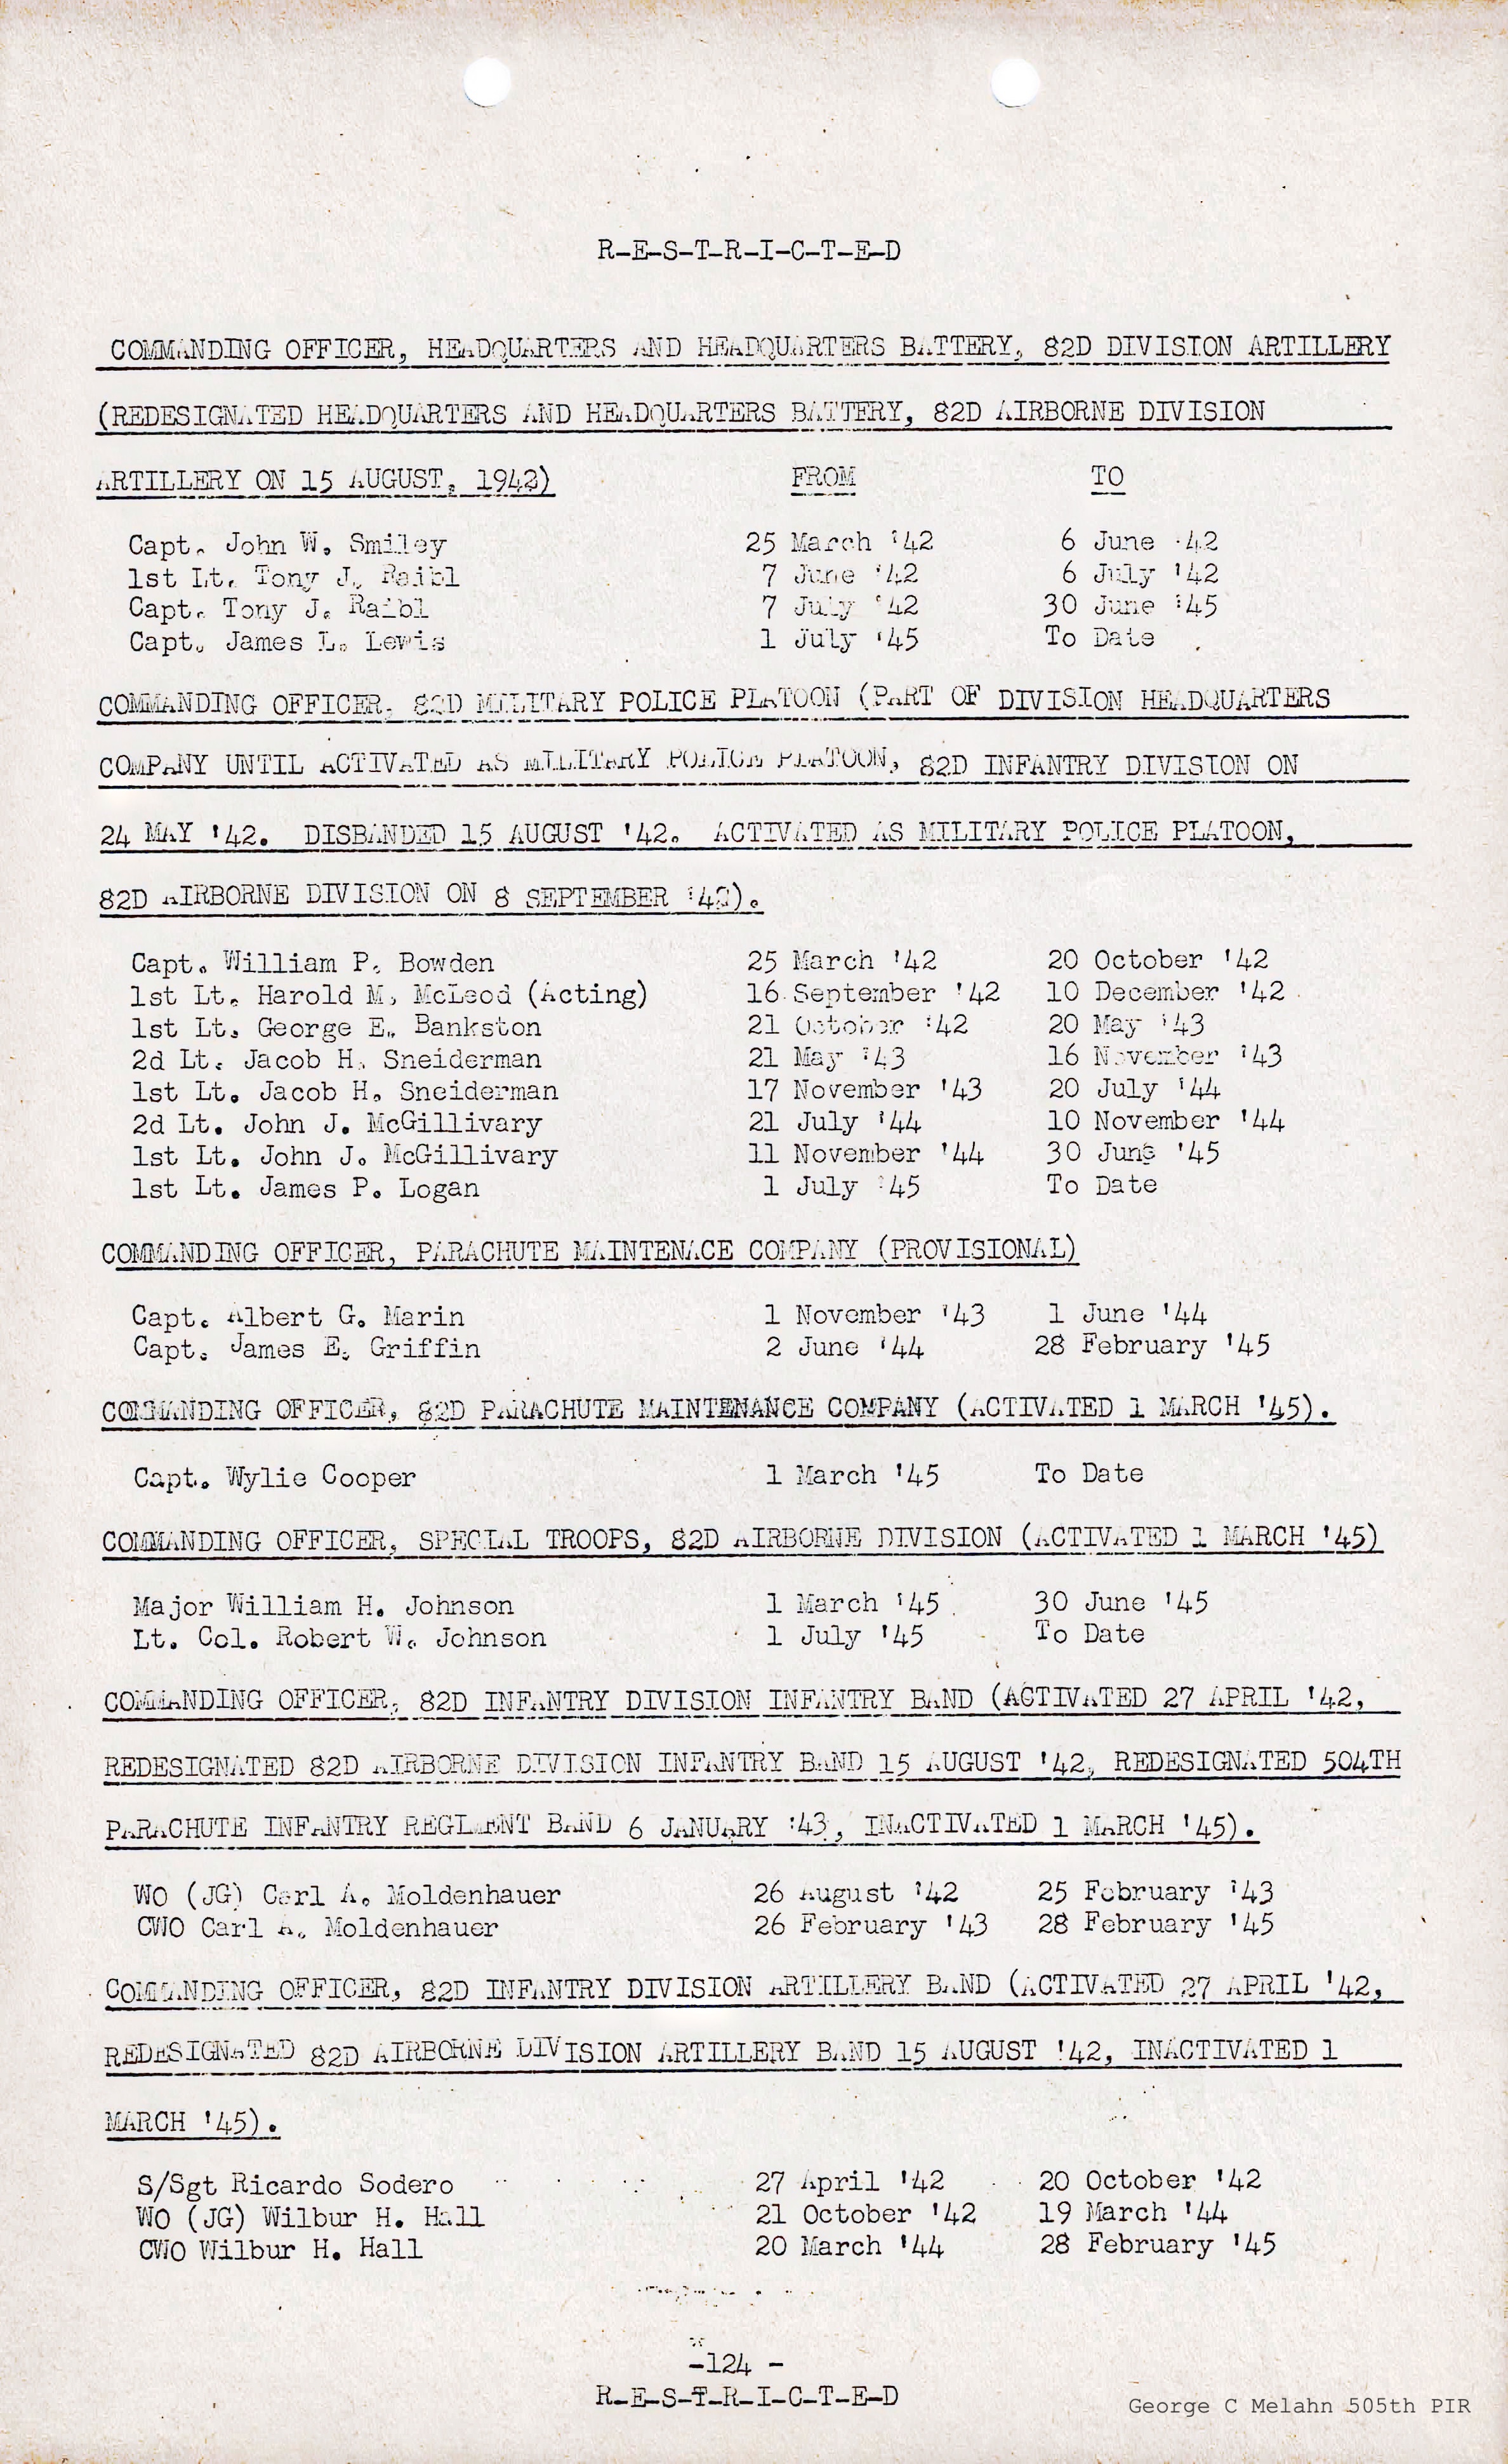 R-E-S-T-R-I-C-T-E-D
COMMANDING OFFICER, HEADQUARTERS AND HEADQUARTERS BATTERY, 82D DIVISION ARTILLERY
(REDESIGNATED HEADQUARTERS AND HEADQUARTERS BATTERY, 82D AIRBORNE DIVISION
ARTILLERY ON 15 AUGUST, 1942) FROM TO
Capt. John W. Smiley 25 March '42 6 June '42
1st Lt. Tony J. Raibl 7 June '42 6 July '42
Capt. Tony J. Raibl 7 July '42 30 June '45
Capt. James L. Lewis 1 July '45 To Date
COMMANDING OFFICER, 82D MILITARY POLICE PLATOON (PART OF DIVISION HEADQUARTERS
COMPANY UNTIL ACTIVATED AS MILITARY POLICE PLATOON, 82D INFANTRY DIVISION ON
24 MAY '42. DISBANDED 15 AUGUST '42. ACTIVATED AS MILITARY POLICE PLATOON,
82D AIRBORNE DIVISION ON 8 SEPTEMBER '42).
Capt. William P. Bowden 25 March '42 20 October '42
1st Lt. Harold M. McLeod (Acting) 16 September '42 10 December '42
1st Lt. George E. Bankston 21 October '42 20 May '43
2d Lt. Jacob H. Sneiderman 21 May '43 16 November '43
1st Lt. Jacob H. Sneiderman 17 November '43 20 July '44
2d Lt. John J. McGillivary 21 July '44 10 November '44
1st Lt. John J. McGillivary 11 November '44 30 June '45
1st Lt. James P. Logan 1 July '45 To Date
COMMANDING OFFICER, PARACHUTE MAINTENACE COMPANY (PROVISIONAL)
Capt. Albert G. Marin 1 November '43 1 June '44
Capt. James E. Griffin 2 June '44 28 February '45
COMMANDING OFFICER, 82D PARACHUTE MAINTENANCE COMPANY (ACTIVATED 1 MARCH '45).
Capt. Wylie Cooper 1 March '45 To Date
COMMANDING OFFICER, SPECIAL TROOPS, 82D AIRBORNE DIVISION (ACTIVATED 1 MARCH '45)
Major William H. Johnson 1 March '45 30 June '45
Lt. Col. Robert W. Johnson 1 July '45 To Date
COMMANDING OFFICER, 82D INFANTRY DIVISION INFANTRY BAND (ACTIVATED 27 APRIL '42,
REDESIGNATED 82D AIRBORNE DIVISION INFANTRY BAND 15 AUGUST '42, REDESIGNATED 504TH
PARACHUTE INFANTRY REGIMENT BAND 6 JANUARY '43, INACTIVATED 1 MARCH '45).
WO (JG) Carl A. Moldenhauer 26 August '42 25 February '43
CWO Carl A. Moldenhauer 26 February '43 28 February '45
COMMANDING OFFICER, 82D INFANTRY DIVISION ARTILLERY BAND (ACTIVATED 27 APRIL '42,
REDESIGNATED 82D AIRBORNE DIVISION ARTILLERY BAND 15 AUGUST '42, INACTIVATED 1
MARCH '45).
S/Sgt Ricardo Sodero 27 April '42 20 October '42
WO (JG) Wilbur H. Hall 21 October '42 19 March '44
CWO Wilbur H. Hall 20 March '44 28 February '45
-124 -
R-E-S-T-R-I-C-T-E-D
George C Melahn 505th PIR